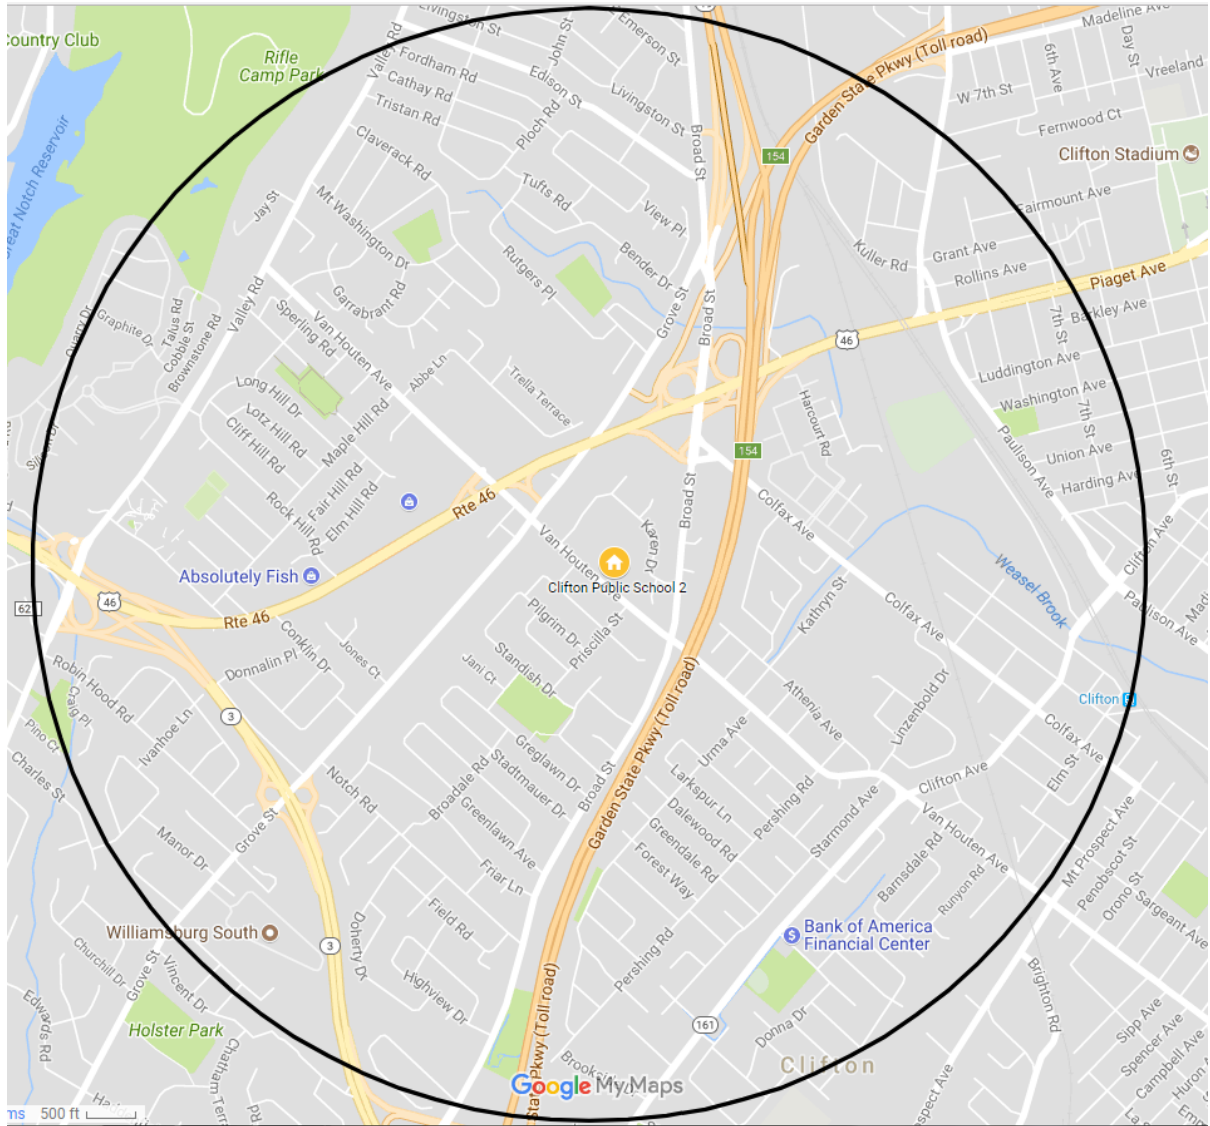 Country Club
Rifle
Camp Park
Great Notch Reservoir
Livingston St
Fordham Rd
Cathay Rd
Tristan Rd
Valley Rd
John St
Emerson St
Edison St
Livingston St
Ploch Rd
Claverack Rd
Broad St
Garden State Pkwy (Toll road)
Madeline Ave
Day St
6th Ave
Vreeland
W 7th St
Fernwood Ct
Clifton Stadium
154
Jay St
Mt Washington Dr
Tufts Rd
View Pl
Bender Dr
Rutgers Pl
Garrabrant Rd
Fairmount Ave
Kuller Rd
Grant Ave
Rollins Ave
Piaget Ave
Barkley Ave
7th St
Quarry Dr
Graphite Dr
Talus Rd
Cobble St
Brownstone Rd
Valley Rd
Sperling Rd
Van Houten Ave
Abbe Ln
Grove St
Broad St
46
Luddington Ave
Washington Ave
7th St
Trella Terrace
Long Hill Dr
Lotz Hill Rd
Cliff Hill Rd
Maple Hill Rd
Fair Hill Rd
Elm Hill Rd
Rock Hill Rd
Harcourt Rd
Paulison Ave
Union Ave
Harding Ave
6th St
154
Rte 46
Broad St
Colfax Ave
Karen Dr
Van Houten Ave
Clifton Public School 2
Absolutely Fish
46
Rte 46
Weasel Brook
Clifton Ave
Paulison Ave
Kathryn St
Colfax Ave
Pilgrim Dr
Priscilla St
Standish Dr
Jani Ct
Conklin Dr
Jones Ct
Donnalin Pl
Robin Hood Rd
Craig Pl
Pino Ct
Charles St
Ivanhoe Ln
3
Garden State Pkwy (Toll road)
Athenia Ave
Linzenbold Dr
Clifton
Colfax Ave
Urma Ave
Elm St
Clifton Ave
Greglawn Dr
Stadtmauer Dr
Broadale Rd
Greenlawn Ave
Broad St
Notch Rd
Larkspur Ln
Dalewood Rd
Greendale Rd
Forest Way
Pershing Rd
Starmond Ave
Van Houten Ave
Mt Prospect Ave
Penobscot St
Orono St
Sargeant Ave
Manor Dr
Grove St
Friar Ln
Field Rd
Barnsdale Rd
Runyon Rd
Williamsburg South
3
Doherty Dr
Bank of America
Financial Center
Pershing Rd
Churchill Dr
Grove St
Vincent Dr
Highview Dr
State Pkwy (Toll road)
Brighton Rd
Edwards Rd
Holster Park
Chatham Terr
161
Donna Dr
Clifton
Sipp Ave
Spencer Ave
Campbell Ave
Huron Ave
Google My Maps
500 ft